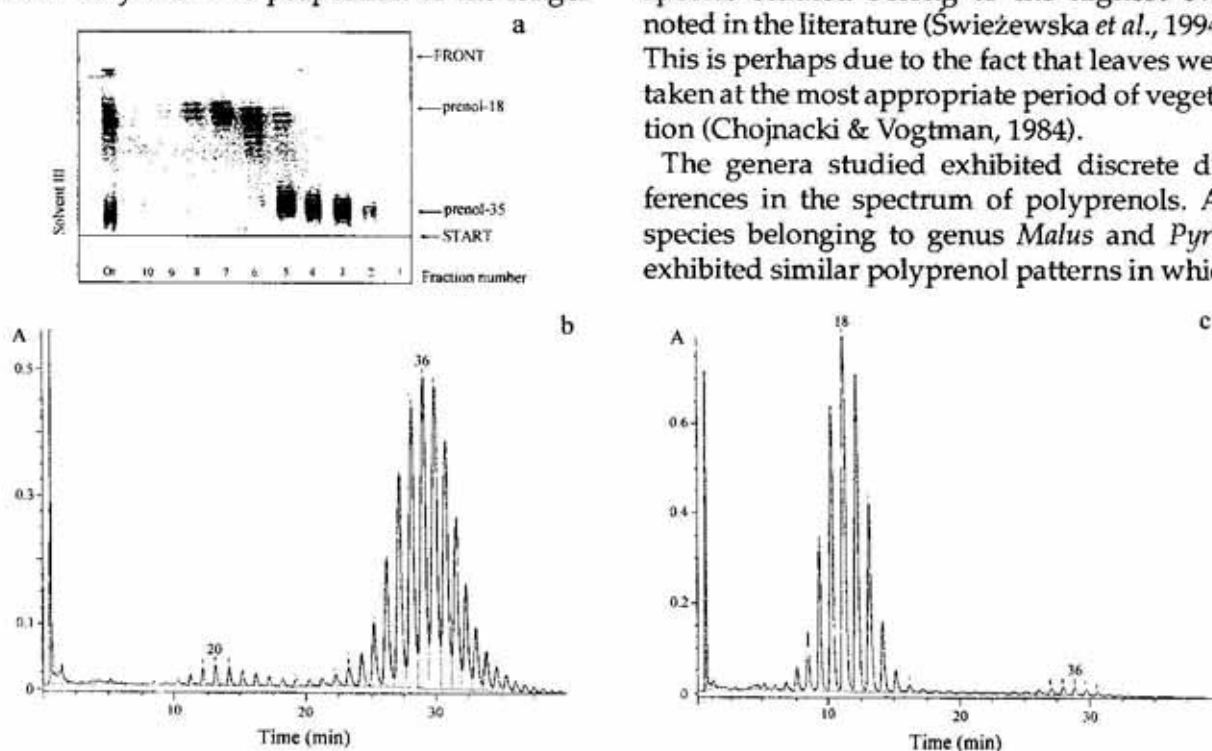 noted in the literature (Świeżewska et al., 1994
This is perhaps due to the fact that leaves we
taken at the most appropriate period of veget
tion (Chojnacki & Vogtman, 1984).
The genera studied exhibited discrete d
ferences in the spectrum of polyprenols. A
species belonging to genus Malus and Pyr
exhibited similar polyprenol patterns in whic
a
←FRONT
←prenol-18
←prenol-35
←START
Solvent III
Or 10 9 8 7 6 5 4 3 2 1 Fraction number
b
A
36
0.5
0.3
0.1
20
0
10 20 30
Time (min)
c
A
18
0.6
0.4
0.2
36
0
10 20 30
Time (min)